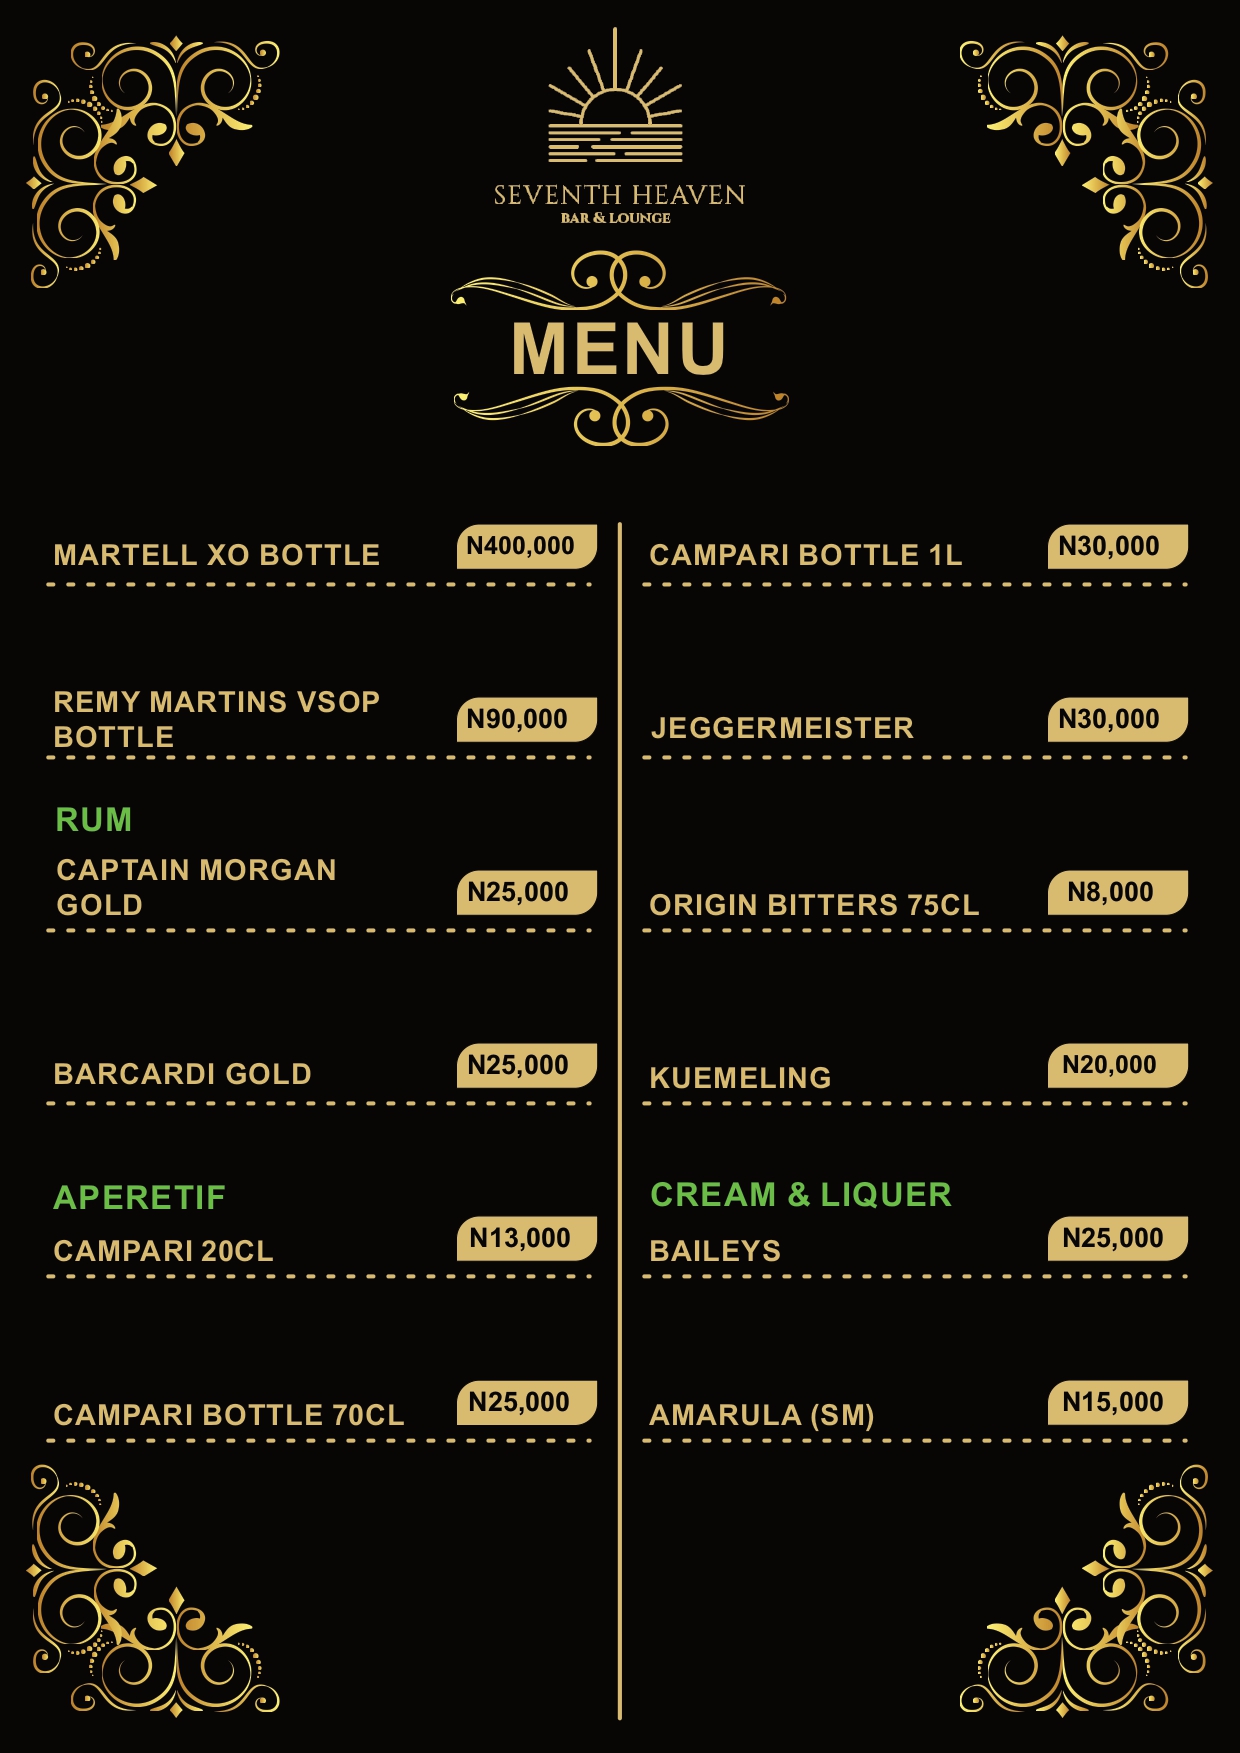 SEVENTH HEAVEN
BAR & LOUNGE
MENU
MARTELL XO BOTTLE N400,000
REMY MARTINS VSOP
BOTTLE N90,000
RUM
CAPTAIN MORGAN
GOLD N25,000
BARCARDI GOLD N25,000
APERETIF
CAMPARI 20CL N13,000
CAMPARI BOTTLE 70CL N25,000
CAMPARI BOTTLE 1L N30,000
JEGGERMEISTER N30,000
ORIGIN BITTERS 75CL N8,000
KUEMELING N20,000
CREAM & LIQUER
BAILEYS N25,000
AMARULA (SM) N15,000